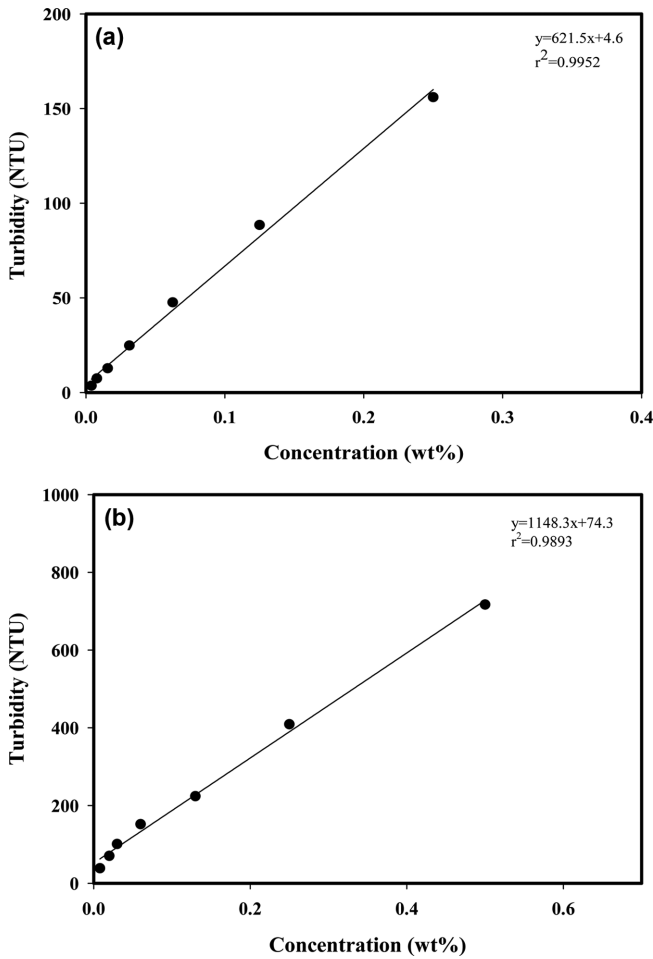 (a)
y=621.5x+4.6
r2=0.9952
200
150
100
50
0
Turbidity (NTU)
0.0 0.1 0.2 0.3 0.4
Concentration (wt%)
(b)
y=1148.3x+74.3
r2=0.9893
1000
800
600
400
200
0
Turbidity (NTU)
0.0 0.2 0.4 0.6
Concentration (wt%)